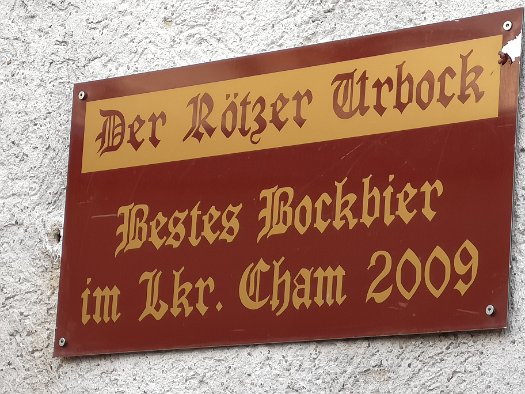 Der Rötzer Urbock
Bestes Bockbier
im Lkr. Cham 2009